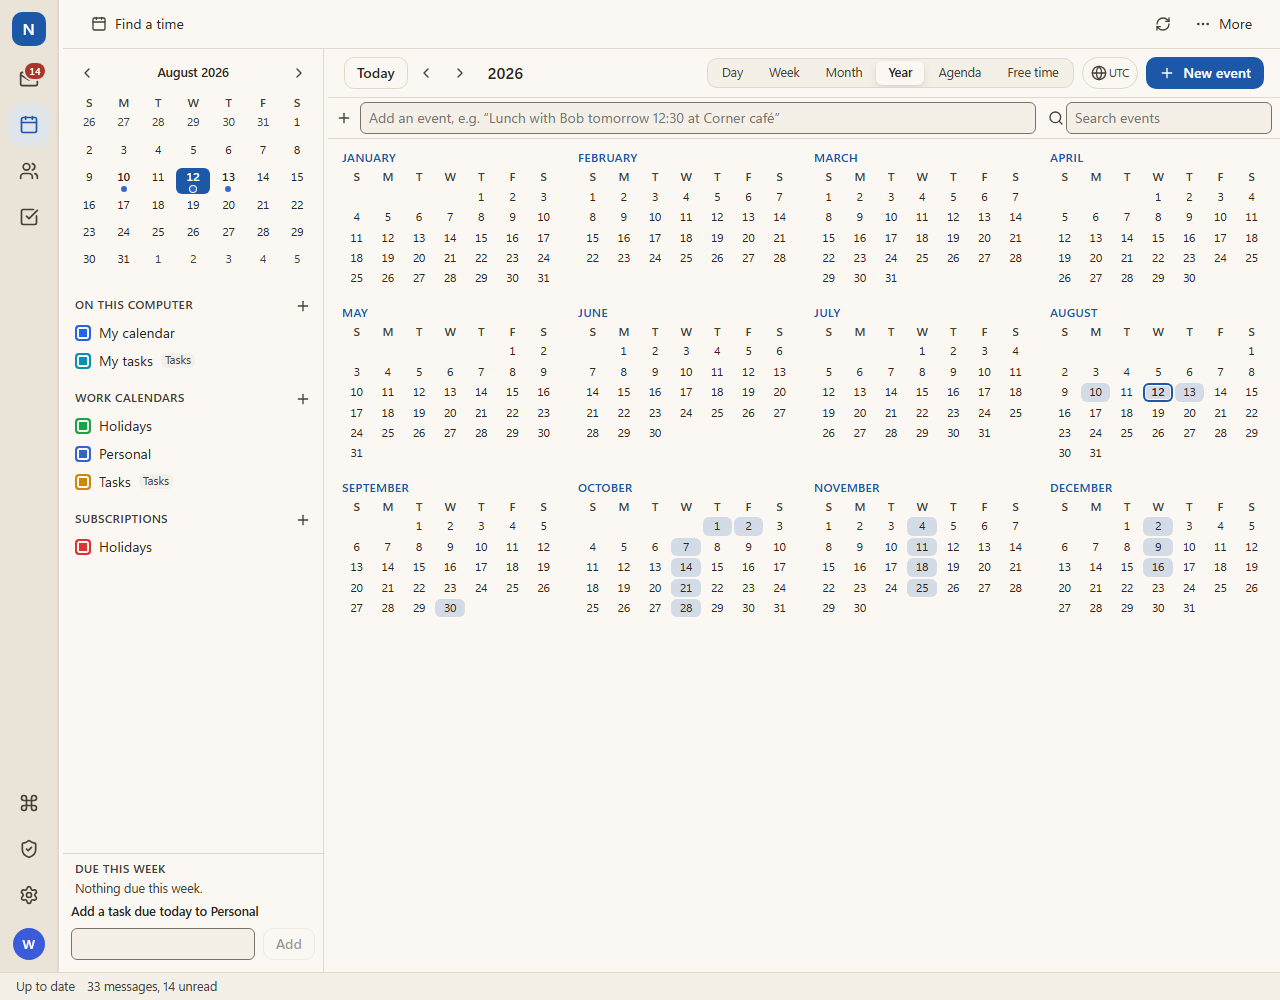 N
Find a time
More
14
August 2026
S M T W T F S
26 27 28 29 30 31 1
2 3 4 5 6 7 8
9 10 11 12 13 14 15
16 17 18 19 20 21 22
23 24 25 26 27 28 29
30 31 1 2 3 4 5
ON THIS COMPUTER
My calendar
My tasks Tasks
WORK CALENDARS
Holidays
Personal
Tasks Tasks
SUBSCRIPTIONS
Holidays
DUE THIS WEEK
Nothing due this week.
Add a task due today to Personal
Add
W
Today 2026 Day Week Month Year Agenda Free time UTC New event
Add an event, e.g. “Lunch with Bob tomorrow 12:30 at Corner café”
Search events
JANUARY
S M T W T F S
1 2 3
4 5 6 7 8 9 10
11 12 13 14 15 16 17
18 19 20 21 22 23 24
25 26 27 28 29 30 31
FEBRUARY
S M T W T F S
1 2 3 4 5 6 7
8 9 10 11 12 13 14
15 16 17 18 19 20 21
22 23 24 25 26 27 28
MARCH
S M T W T F S
1 2 3 4 5 6 7
8 9 10 11 12 13 14
15 16 17 18 19 20 21
22 23 24 25 26 27 28
29 30 31
APRIL
S M T W T F S
1 2 3 4
5 6 7 8 9 10 11
12 13 14 15 16 17 18
19 20 21 22 23 24 25
26 27 28 29 30
MAY
S M T W T F S
1 2
3 4 5 6 7 8 9
10 11 12 13 14 15 16
17 18 19 20 21 22 23
24 25 26 27 28 29 30
31
JUNE
S M T W T F S
1 2 3 4 5 6
7 8 9 10 11 12 13
14 15 16 17 18 19 20
21 22 23 24 25 26 27
28 29 30
JULY
S M T W T F S
1 2 3 4
5 6 7 8 9 10 11
12 13 14 15 16 17 18
19 20 21 22 23 24 25
26 27 28 29 30 31
AUGUST
S M T W T F S
1
2 3 4 5 6 7 8
9 10 11 12 13 14 15
16 17 18 19 20 21 22
23 24 25 26 27 28 29
30 31
SEPTEMBER
S M T W T F S
1 2 3 4 5
6 7 8 9 10 11 12
13 14 15 16 17 18 19
20 21 22 23 24 25 26
27 28 29 30
OCTOBER
S M T W T F S
1 2 3
4 5 6 7 8 9 10
11 12 13 14 15 16 17
18 19 20 21 22 23 24
25 26 27 28 29 30 31
NOVEMBER
S M T W T F S
1 2 3 4 5 6 7
8 9 10 11 12 13 14
15 16 17 18 19 20 21
22 23 24 25 26 27 28
29 30
DECEMBER
S M T W T F S
1 2 3 4 5
6 7 8 9 10 11 12
13 14 15 16 17 18 19
20 21 22 23 24 25 26
27 28 29 30 31
Up to date 33 messages, 14 unread